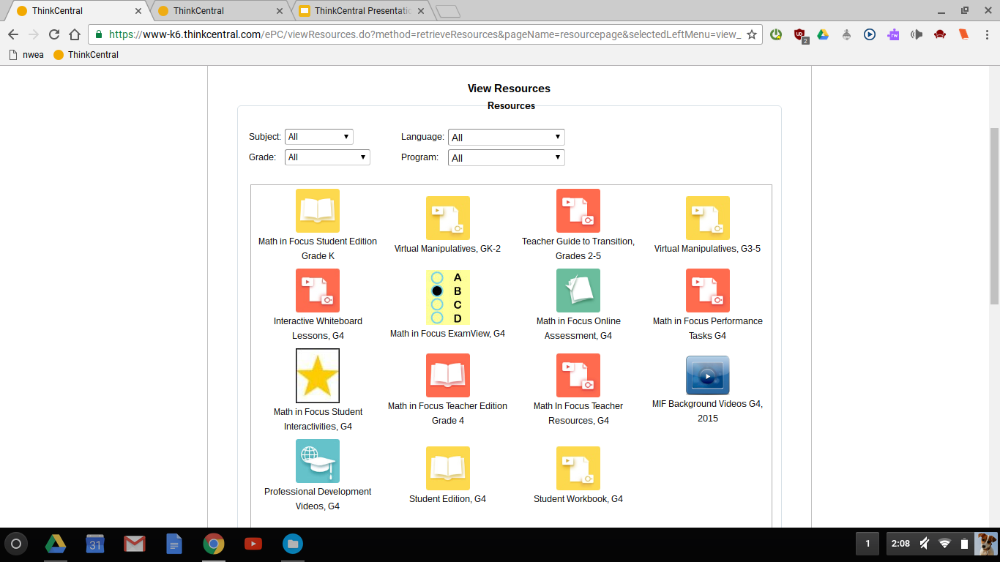 ThinkCentral
ThinkCentral
ThinkCentral Presentatio
https://www-k6.thinkcentral.com/ePC/viewResources.do?method=retrieveResources&pageName=resourcepage&selectedLeftMenu=view_
2
nwea
ThinkCentral
View Resources
Resources
Subject: All
Language: All
Grade: All
Program: All
Math in Focus Student Edition
Grade K
Virtual Manipulatives, GK-2
Teacher Guide to Transition,
Grades 2-5
Virtual Manipulatives, G3-5
Interactive Whiteboard
Lessons, G4
A
B
C
D
Math in Focus ExamView, G4
Math in Focus Online
Assessment, G4
Math in Focus Performance
Tasks G4
Math in Focus Student
Interactivities, G4
Math in Focus Teacher Edition
Grade 4
Math In Focus Teacher
Resources, G4
MIF Background Videos G4,
2015
Professional Development
Videos, G4
Student Edition, G4
Student Workbook, G4
31
1
2:08